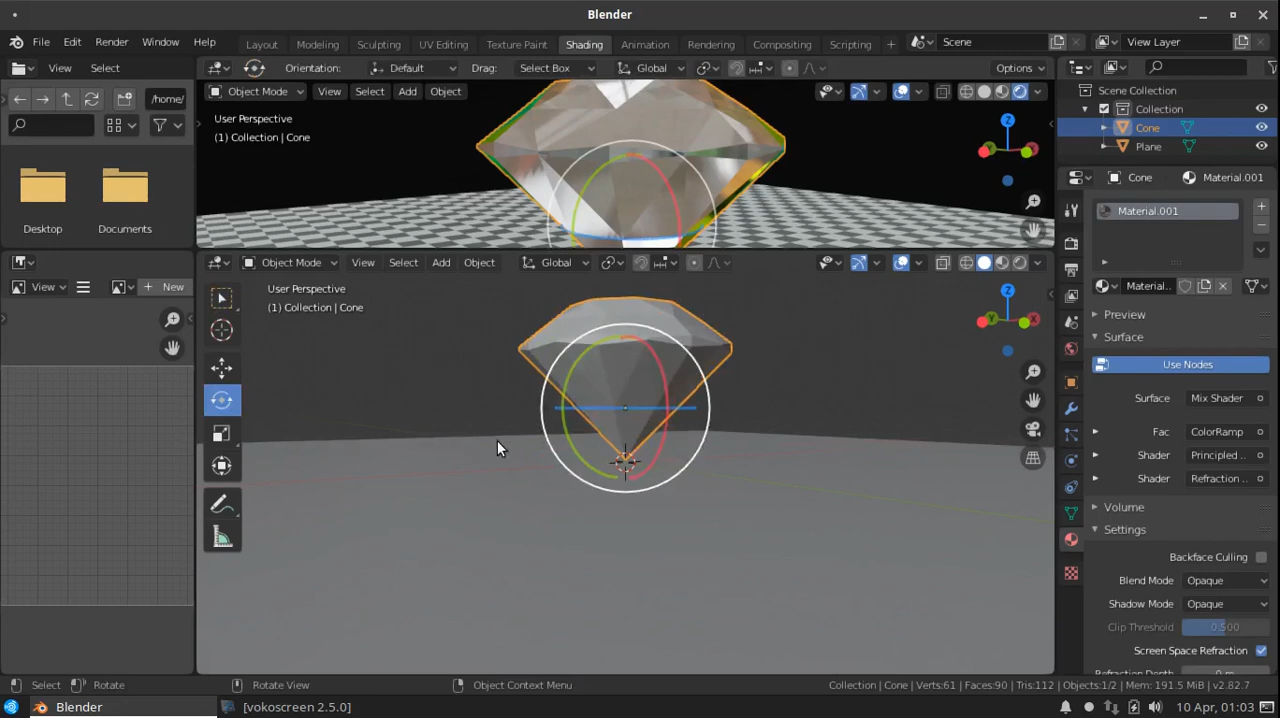 Blender
File Edit Render Window Help
Layout Modeling Sculpting UV Editing Texture Paint Shading Animation Rendering Compositing Scripting +
Scene
View Layer
View Select
Orientation: Default Drag: Select Box Global Options
/home/
Object Mode View Select Add Object
User Perspective
(1) Collection | Cone
Z
Desktop Documents
View + New
Object Mode View Select Add Object Global
User Perspective
(1) Collection | Cone
Z
Y X
Scene Collection
Collection
Cone
Plane
Cone Material.001
Material.001
Material..
Preview
Surface
Use Nodes
Surface Mix Shader
Fac ColorRamp
Shader Principled ..
Shader Refraction ..
Volume
Settings
Backface Culling
Blend Mode Opaque
Shadow Mode Opaque
Clip Threshold 0.500
Screen Space Refraction
Refraction Depth 0 m
Select Rotate Rotate View Object Context Menu Collection | Cone | Verts:61 | Faces:90 | Tris:112 | Objects:1/2 | Mem: 191.5 MiB | v2.82.7
Blender [vokoscreen 2.5.0] 10 Apr, 01:03